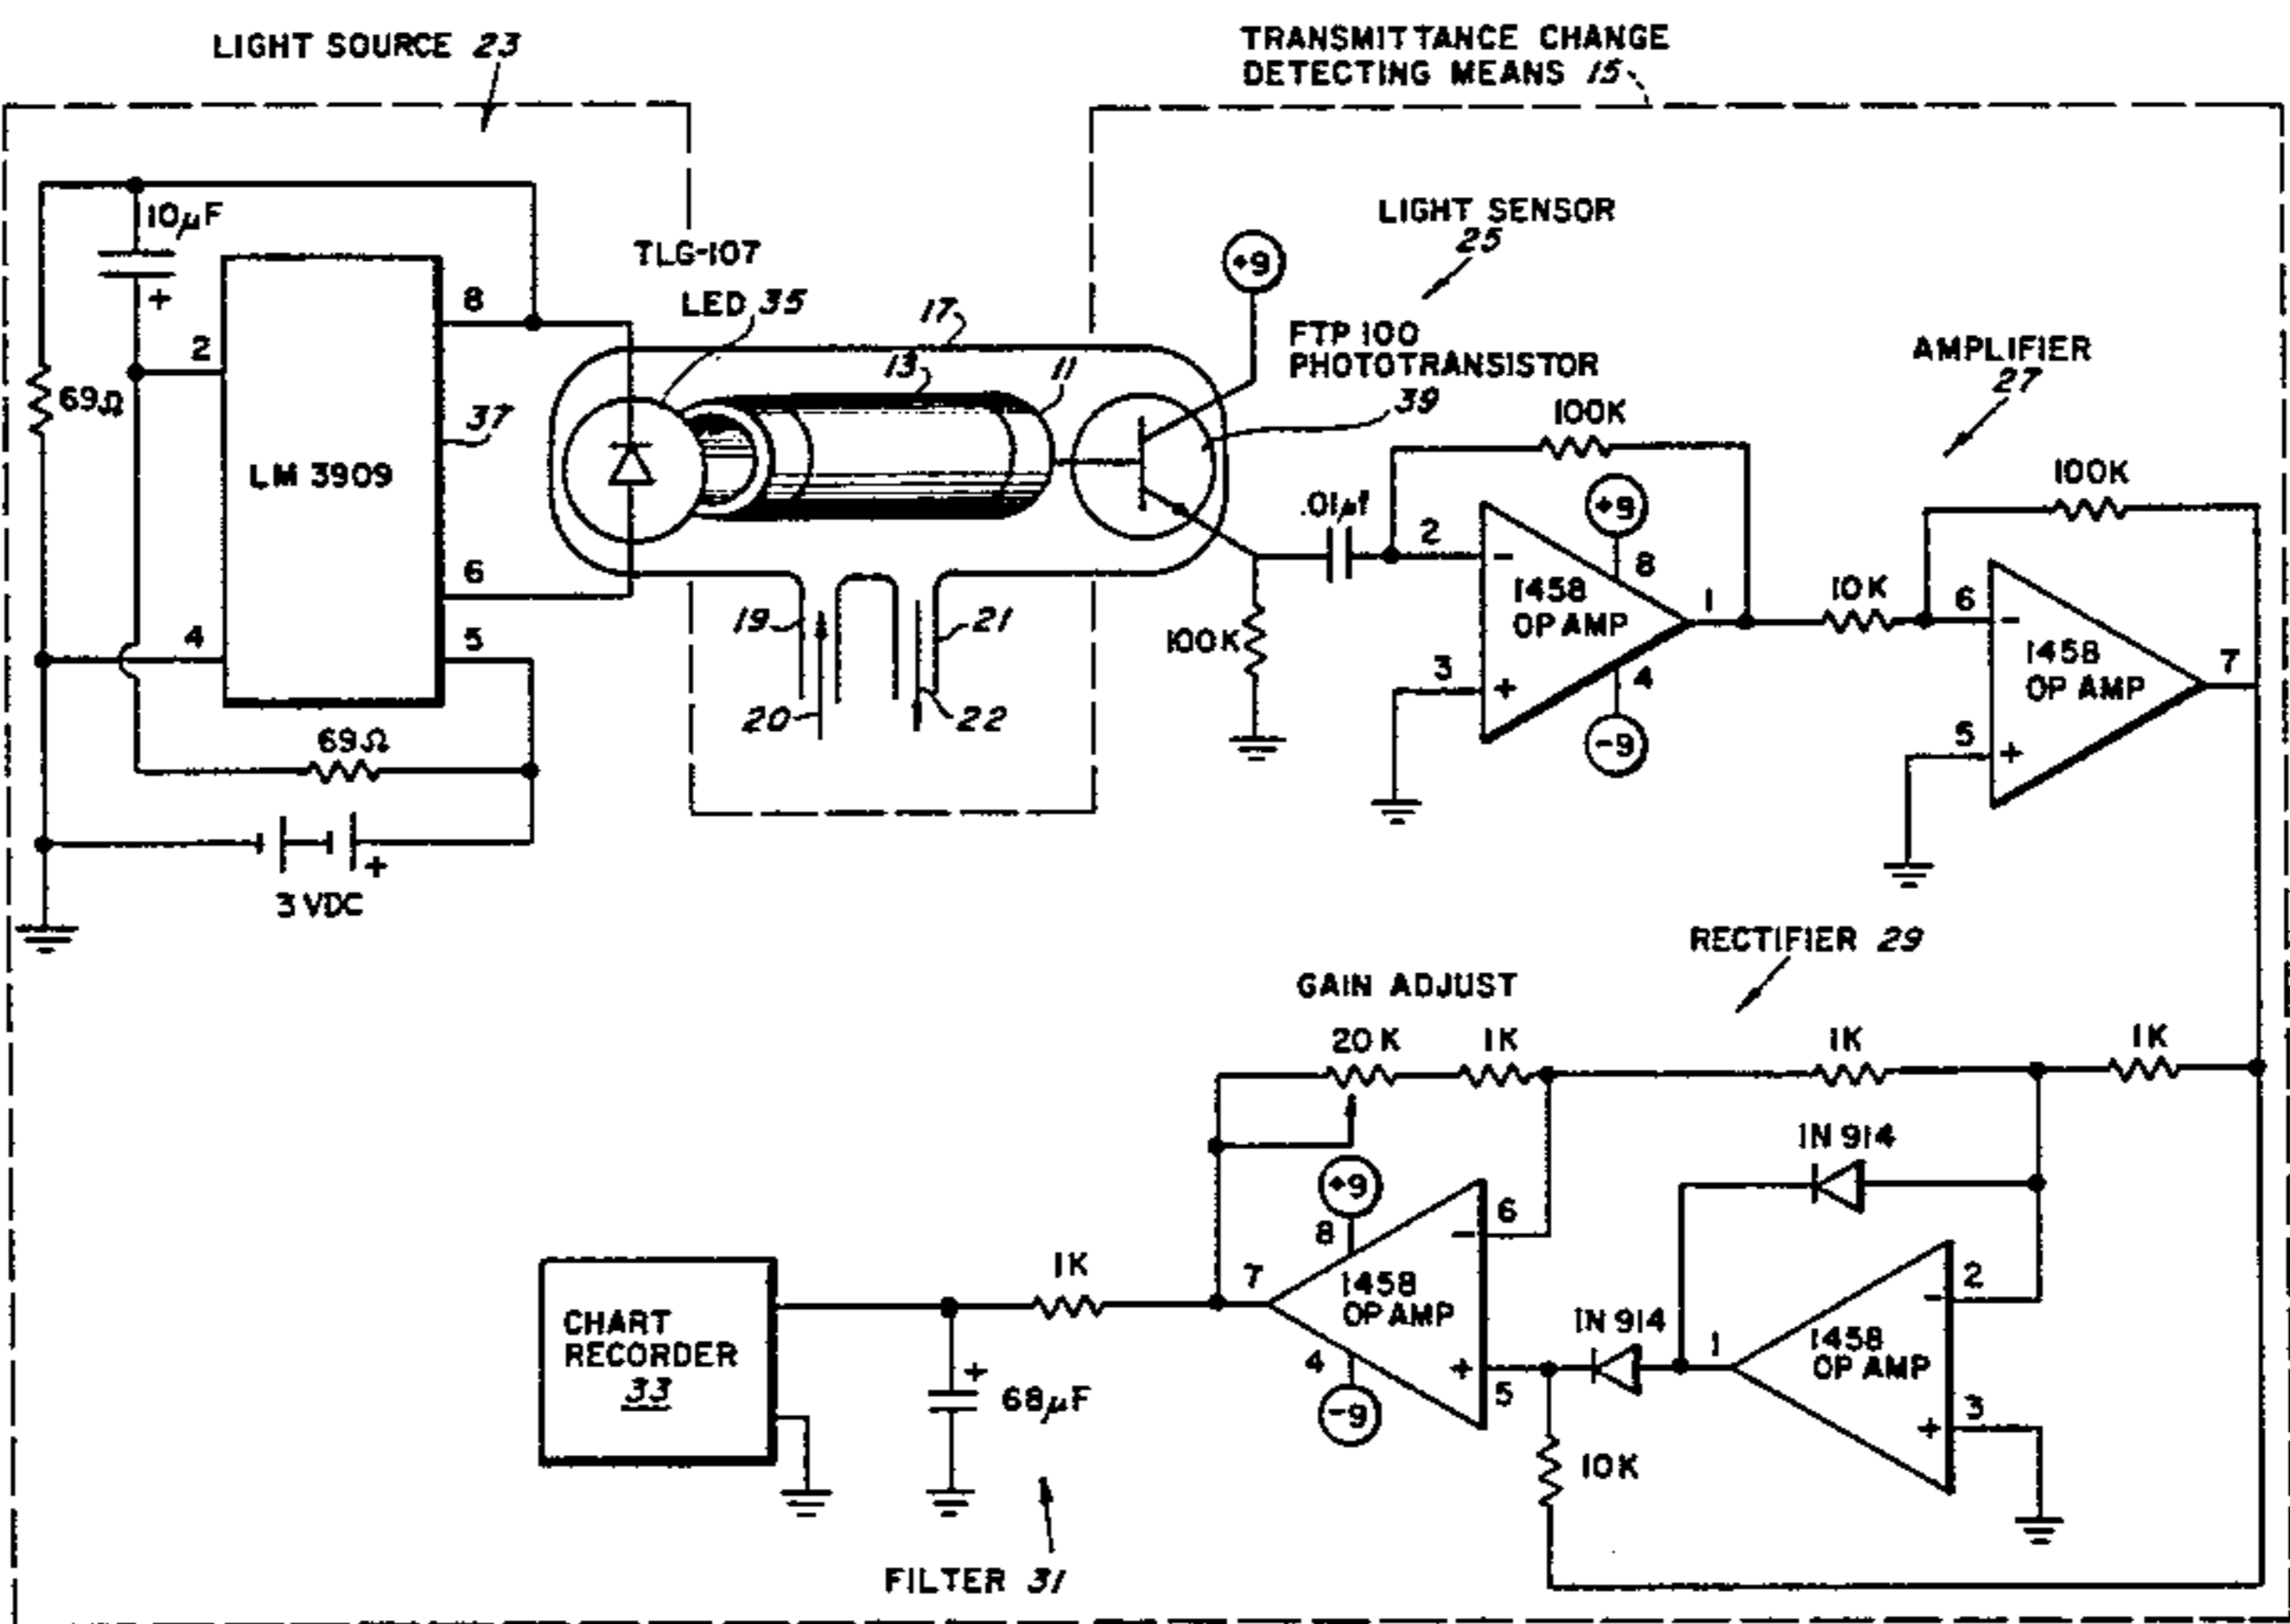 LIGHT SOURCE 23
TRANSMITTANCE CHANGE
DETECTING MEANS 15
10µF
+
69Ω
2
LM 3909
8
37
6
4
5
69Ω
3 VDC
+
TLG-107
LED 35
17
13
11
19
20
21
22
LIGHT SENSOR
25
+9
FTP 100
PHOTOTRANSISTOR
39
100K
.01µf
100K
2
-
+9
8
1458
OP AMP
1
3
+
4
-9
AMPLIFIER
27
100K
10K
6
-
1458
OP AMP
7
5
+
RECTIFIER 29
GAIN ADJUST
20K
1K
1K
1K
IN 914
+9
8
6
-
7
1458
OP AMP
4
-9
+
5
IN 914
1
2
-
1458
OP AMP
3
+
10K
1K
CHART
RECORDER
33
+
68µF
FILTER 31